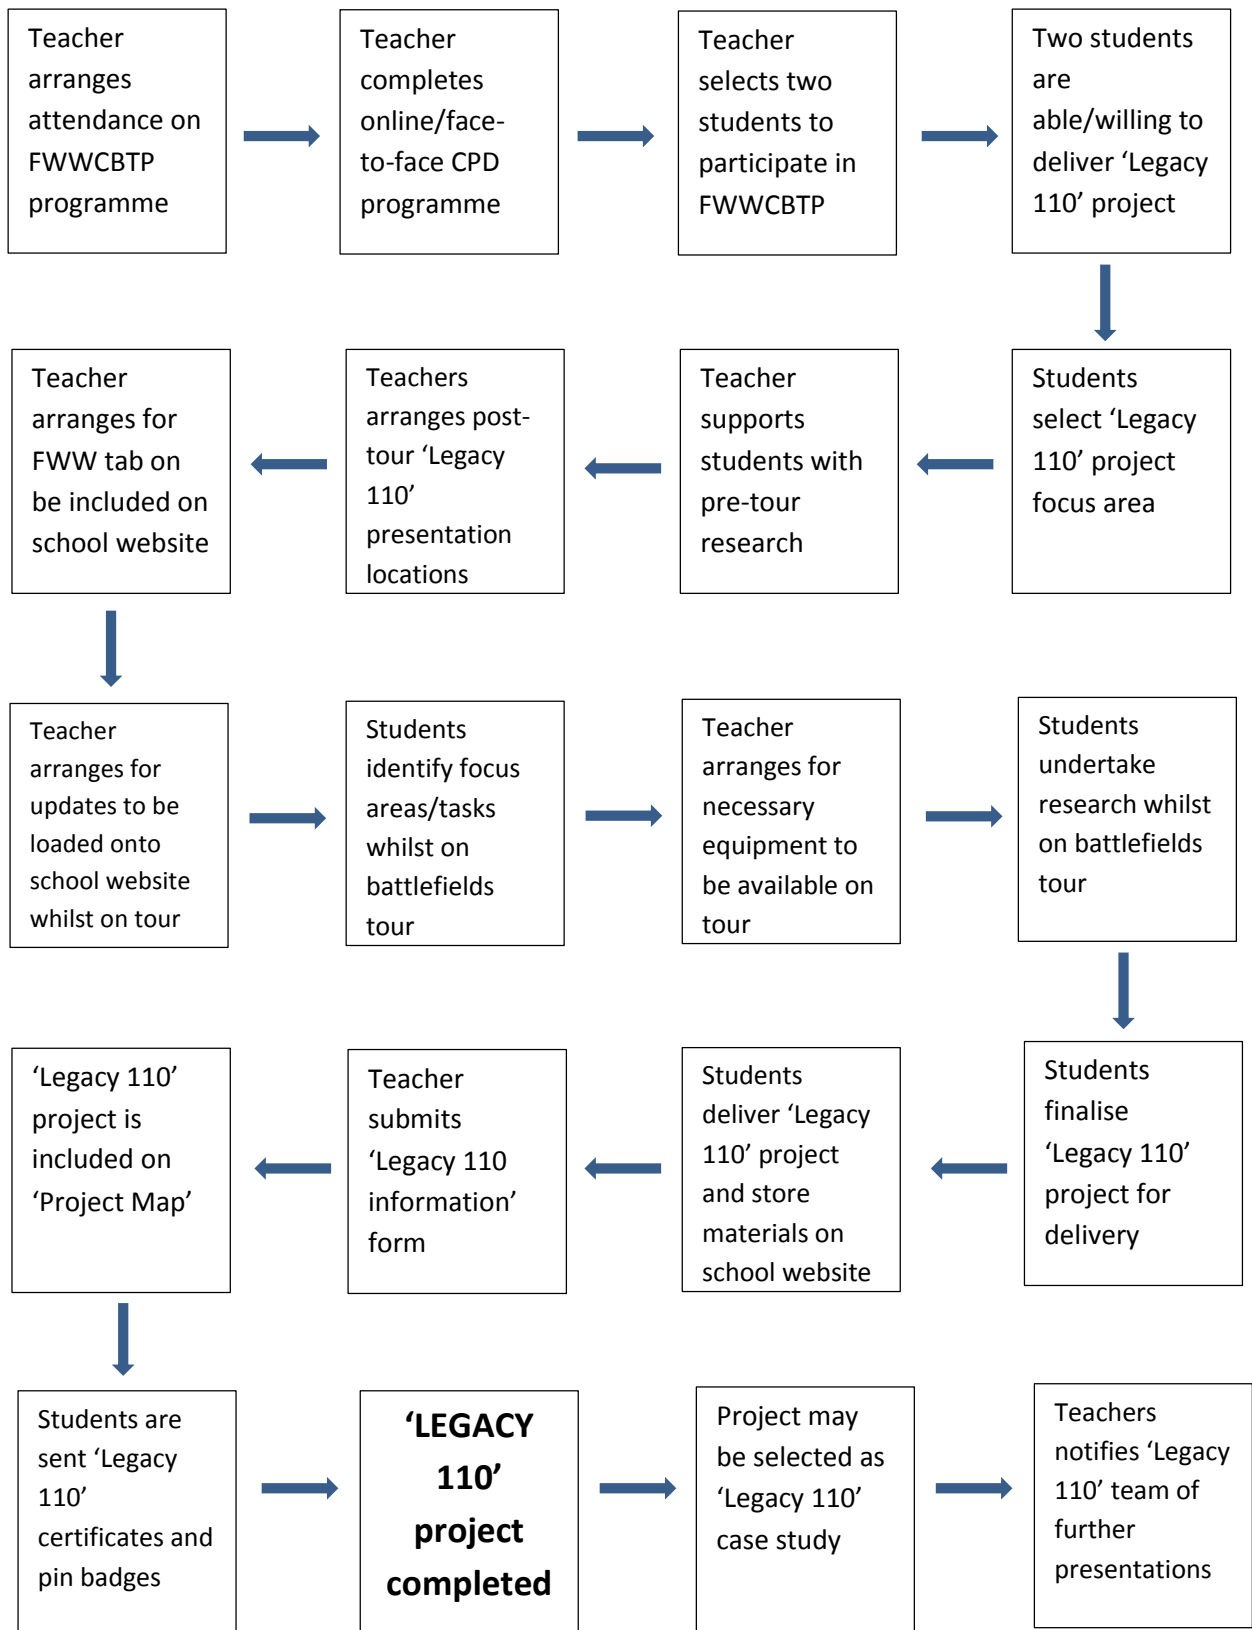 Teacher
arranges
attendance on
FWWCBTP
programme
Teacher
completes
online/face-
to-face CPD
programme
Teacher
selects two
students to
participate in
FWWCBTP
Two students
are
able/willing to
deliver ‘Legacy
110’ project
Students
select ‘Legacy
110’ project
focus area
Teacher
supports
students with
pre-tour
research
Teachers
arranges post-
tour ‘Legacy
110’
presentation
locations
Teacher
arranges for
FWW tab on
be included on
school website
Teacher
arranges for
updates to be
loaded onto
school website
whilst on tour
Students
identify focus
areas/tasks
whilst on
battlefields
tour
Teacher
arranges for
necessary
equipment to
be available on
tour
Students
undertake
research whilst
on battlefields
tour
Students
finalise
‘Legacy 110’
project for
delivery
Students
deliver ‘Legacy
110’ project
and store
materials on
school website
Teacher
submits
‘Legacy 110
information’
form
‘Legacy 110’
project is
included on
‘Project Map’
Students are
sent ‘Legacy
110’
certificates and
pin badges
‘LEGACY
110’
project
completed
Project may
be selected as
‘Legacy 110’
case study
Teachers
notifies ‘Legacy
110’ team of
further
presentations